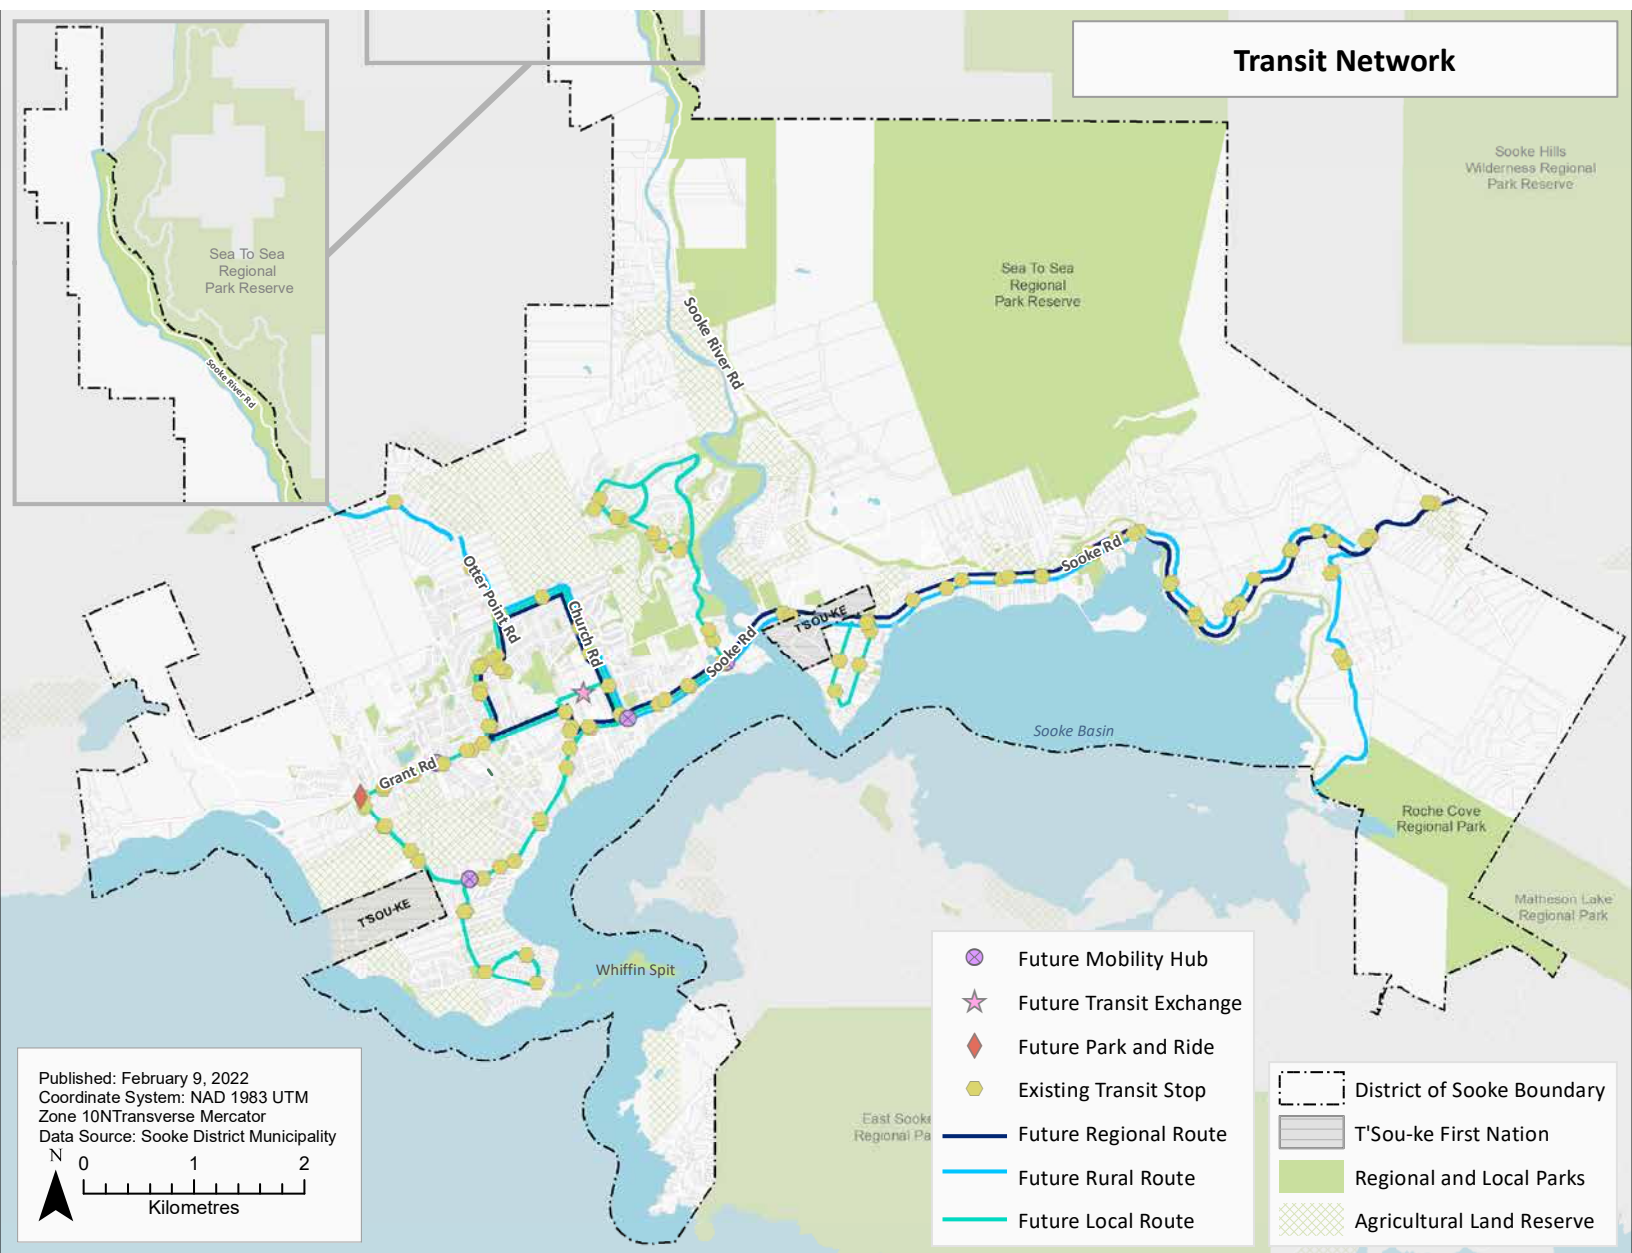 Transit Network
Sooke Hills
Wilderness Regional
Park Reserve
Sea To Sea
Regional
Park Reserve
Sooke River Rd
Sea To Sea
Regional
Park Reserve
Sooke River Rd
Otter Point Rd
Church Rd
Sooke Rd
T'SOU-KE
Sooke Rd
Grant Rd
Sooke Basin
Roche Cove
Regional Park
Matheson Lake
Regional Park
T'SOU-KE
Whiffin Spit
East Sooke
Regional Pa
Future Mobility Hub
Future Transit Exchange
Future Park and Ride
Existing Transit Stop
Future Regional Route
Future Rural Route
Future Local Route
District of Sooke Boundary
T'Sou-ke First Nation
Regional and Local Parks
Agricultural Land Reserve
Published: February 9, 2022
Coordinate System: NAD 1983 UTM
Zone 10NTransverse Mercator
Data Source: Sooke District Municipality
N
0 1 2
Kilometres